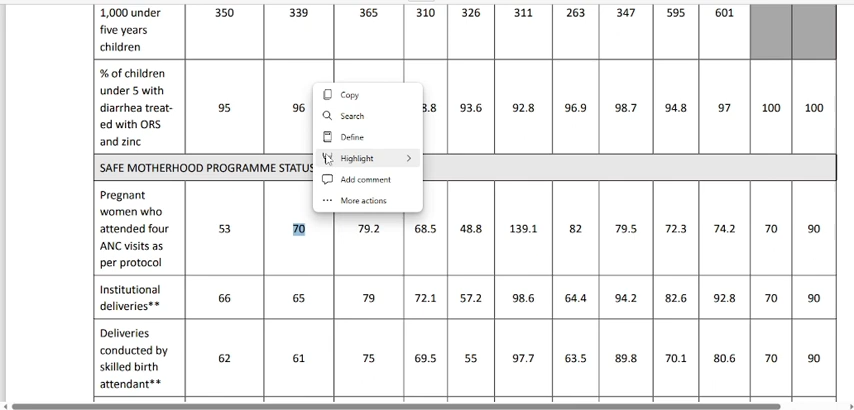 1,000 under 350 339 365 310 326 311 263 347 595 601
five years
children
% of children
under 5 with
diarrhea treat- 95 96 8.8 93.6 92.8 96.9 98.7 94.8 97 100 100
ed with ORS
and zinc
SAFE MOTHERHOOD PROGRAMME STATUS
Pregnant
women who
attended four 53 70 79.2 68.5 48.8 139.1 82 79.5 72.3 74.2 70 90
ANC visits as
per protocol
Institutional 66 65 79 72.1 57.2 98.6 64.4 94.2 82.6 92.8 70 90
deliveries**
Deliveries
conducted by 62 61 75 69.5 55 97.7 63.5 89.8 70.1 80.6 70 90
skilled birth
attendant**
Copy
Search
Define
Highlight
Add comment
More actions